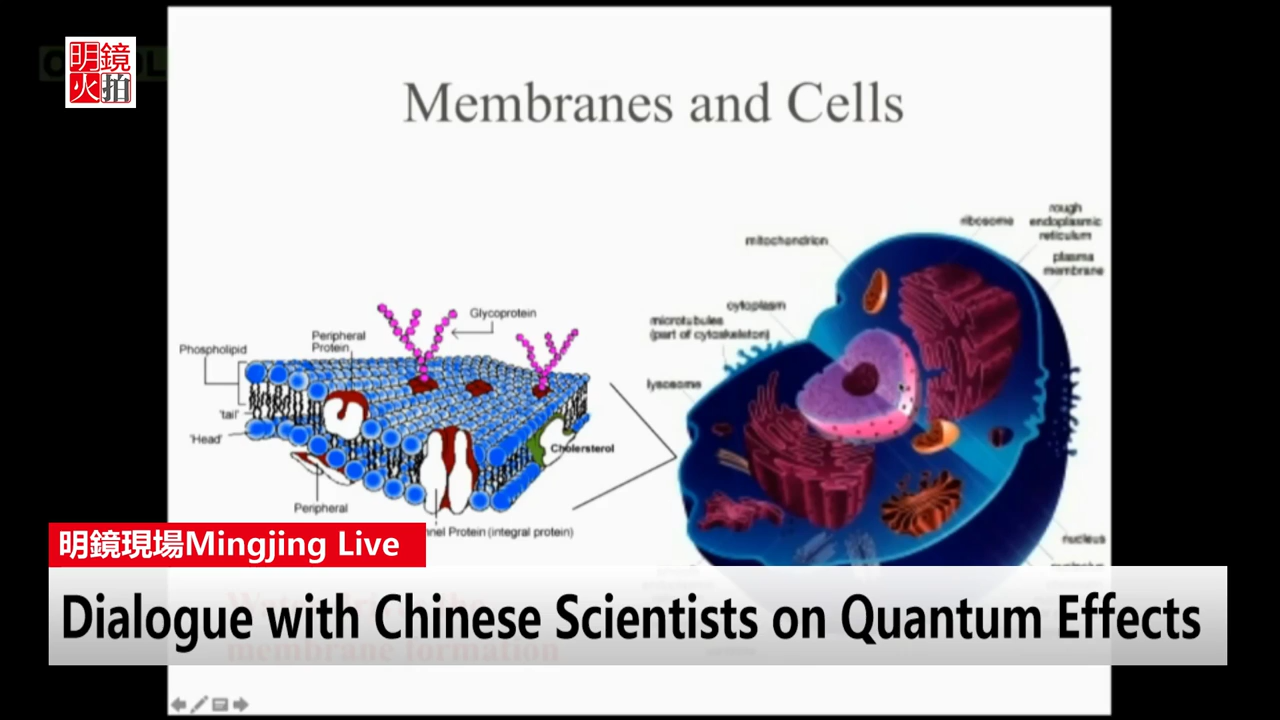 明鏡
火拍
Membranes and Cells
Glycoprotein
Peripheral
Protein
Phospholipid
'tail'
'Head'
Cholersterol
Peripheral
nnel Protein (integral protein)
ribosome
rough
endoplasmic
reticulum
mitochondrion
plasma
membrane
cytoplasm
microtubules
(part of cytoskeleton)
lysosome
nucleus
明鏡現場Mingjing Live
Dialogue with Chinese Scientists on Quantum Effects
membrane formation